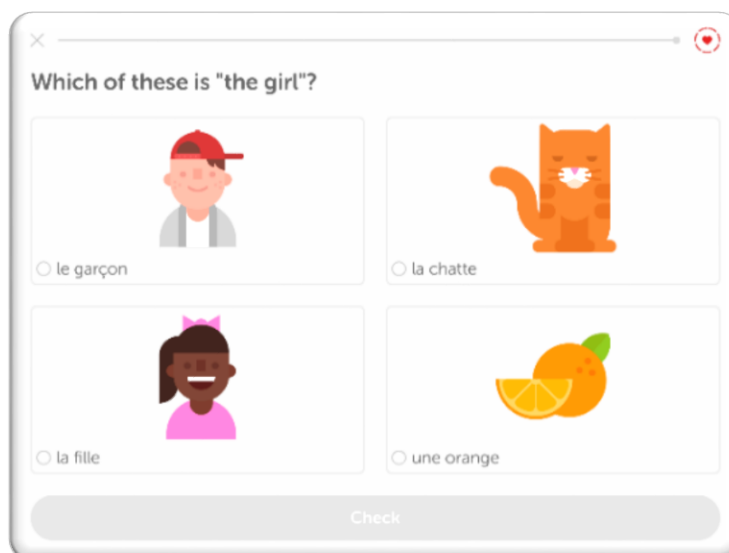 Which of these is "the girl"?
le garçon
la chatte
la fille
une orange
Check